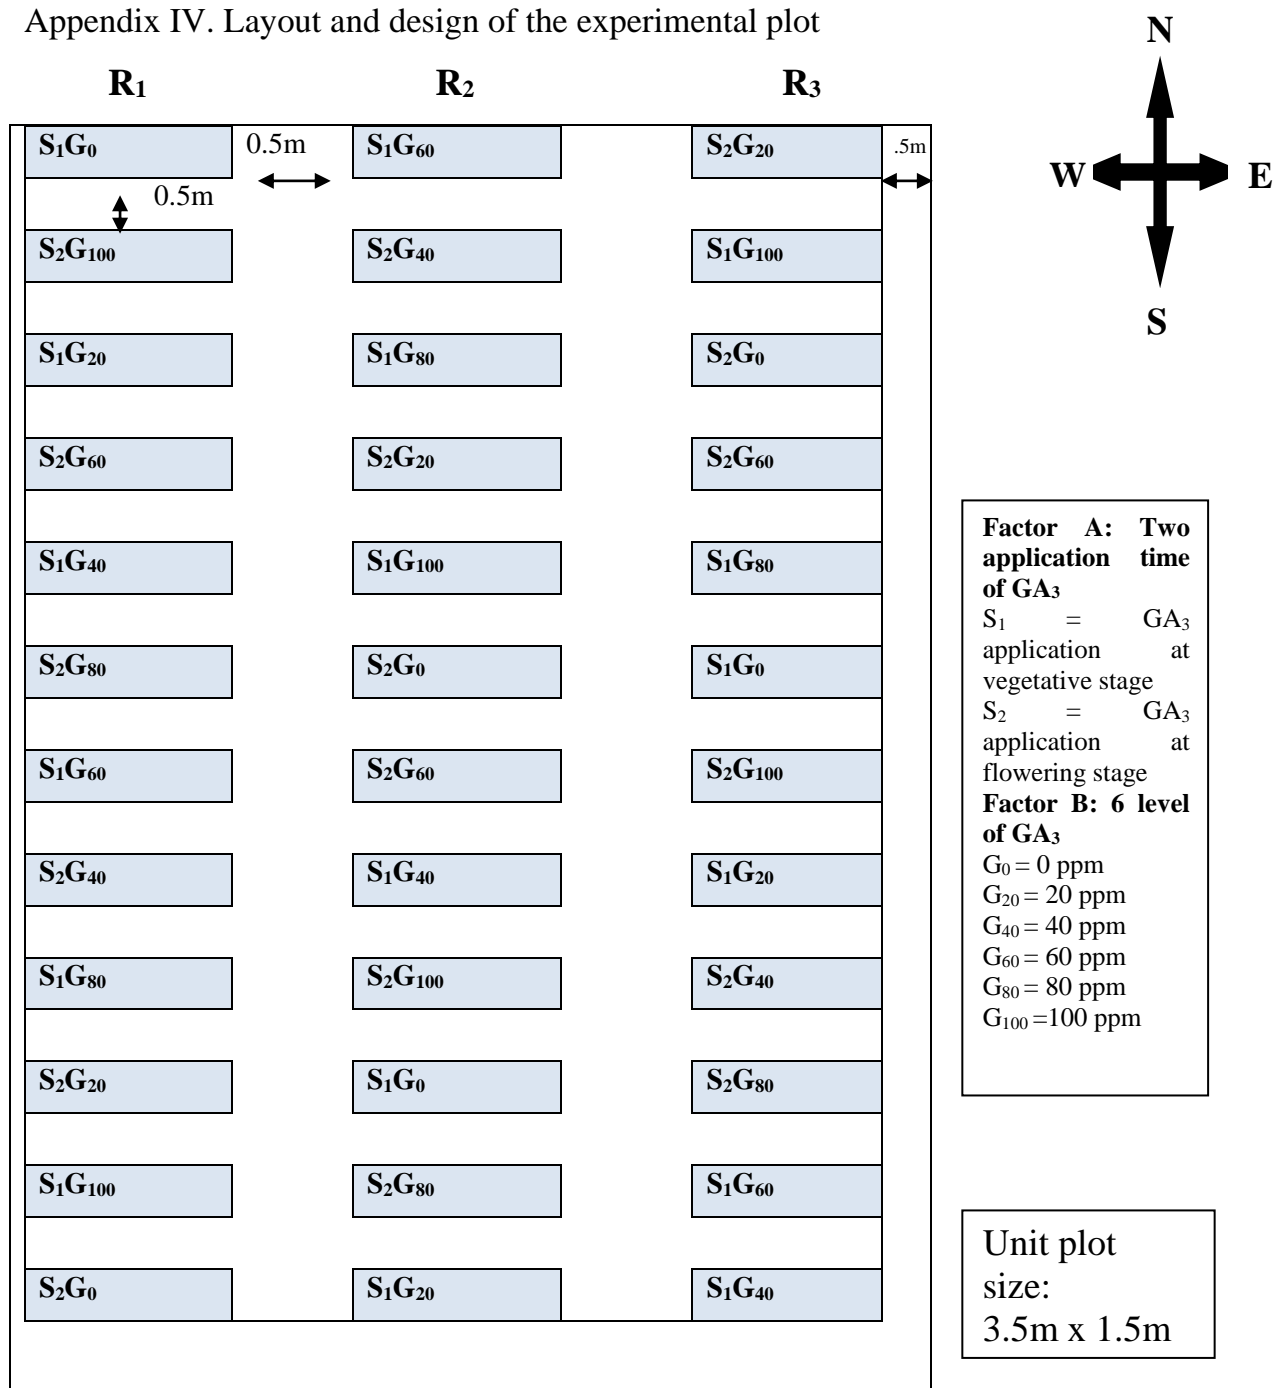 Appendix IV. Layout and design of the experimental plot
N
R₁ R₂ R₃
S₁G₀ 0.5m S₁G₆₀ S₂G₂₀ .5m
W E
0.5m
S₂G₁₀₀ S₂G₄₀ S₁G₁₀₀
S
S₁G₂₀ S₁G₈₀ S₂G₀
S₂G₆₀ S₂G₂₀ S₂G₆₀
S₁G₄₀ S₁G₁₀₀ S₁G₈₀
S₂G₈₀ S₂G₀ S₁G₀
S₁G₆₀ S₂G₆₀ S₂G₁₀₀
S₂G₄₀ S₁G₄₀ S₁G₂₀
S₁G₈₀ S₂G₁₀₀ S₂G₄₀
S₂G₂₀ S₁G₀ S₂G₈₀
S₁G₁₀₀ S₂G₈₀ S₁G₆₀
S₂G₀ S₁G₂₀ S₁G₄₀
Factor A: Two
application time
of GA₃
S₁ = GA₃
application at
vegetative stage
S₂ = GA₃
application at
flowering stage
Factor B: 6 level
of GA₃
G₀ = 0 ppm
G₂₀ = 20 ppm
G₄₀ = 40 ppm
G₆₀ = 60 ppm
G₈₀ = 80 ppm
G₁₀₀ =100 ppm
Unit plot
size:
3.5m x 1.5m